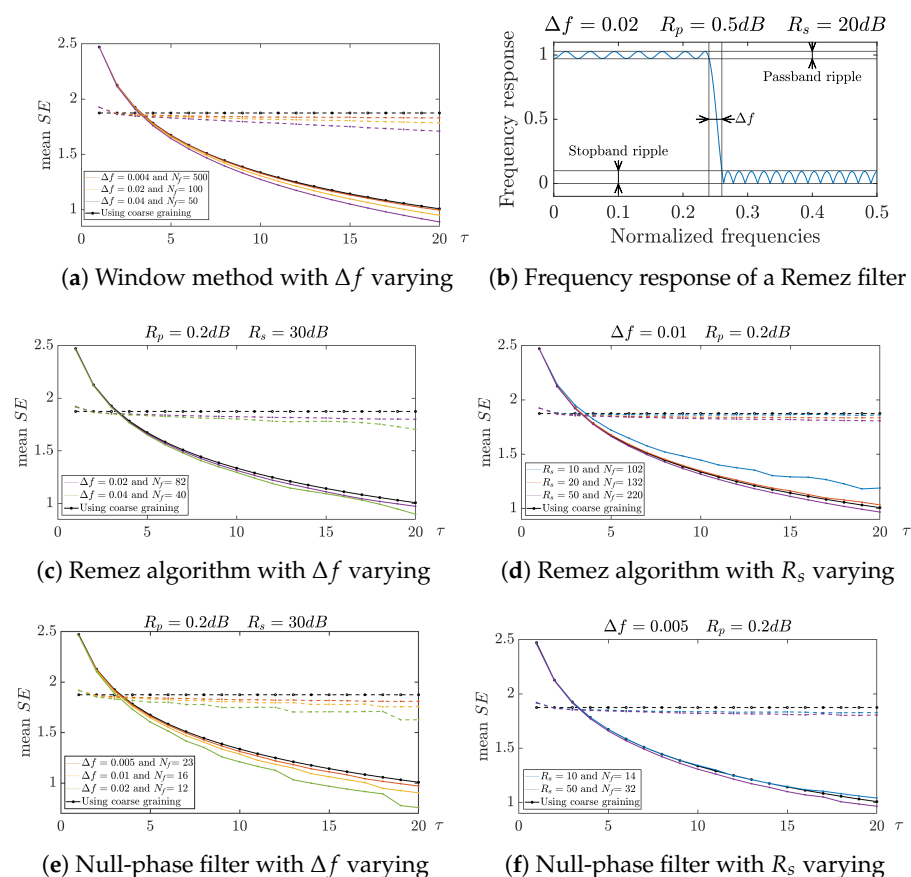 2.5
2
1.5
1
0 5 10 15 20 τ
mean SE
Δf = 0.004 and N_f= 500
Δf = 0.02 and N_f= 100
Δf = 0.04 and N_f= 50
Using coarse graining
(a) Window method with Δf varying
Δf = 0.02 R_p = 0.5dB R_s = 20dB
Frequency response
1
0.5
0
Passband ripple
Δf
Stopband ripple
0 0.1 0.2 0.3 0.4 0.5
Normalized frequencies
(b) Frequency response of a Remez filter
R_p = 0.2dB R_s = 30dB
2.5
2
1.5
1
0 5 10 15 20 τ
mean SE
Δf = 0.02 and N_f= 82
Δf = 0.04 and N_f= 40
Using coarse graining
(c) Remez algorithm with Δf varying
Δf = 0.01 R_p = 0.2dB
2.5
2
1.5
1
0 5 10 15 20 τ
mean SE
R_s = 10 and N_f= 102
R_s = 20 and N_f= 132
R_s = 50 and N_f= 220
Using coarse graining
(d) Remez algorithm with R_s varying
R_p = 0.2dB R_s = 30dB
2.5
2
1.5
1
0 5 10 15 20 τ
mean SE
Δf = 0.005 and N_f= 23
Δf = 0.01 and N_f= 16
Δf = 0.02 and N_f= 12
Using coarse graining
(e) Null-phase filter with Δf varying
Δf = 0.005 R_p = 0.2dB
2.5
2
1.5
1
0 5 10 15 20 τ
mean SE
R_s = 10 and N_f= 14
R_s = 50 and N_f= 32
Using coarse graining
(f) Null-phase filter with R_s varying